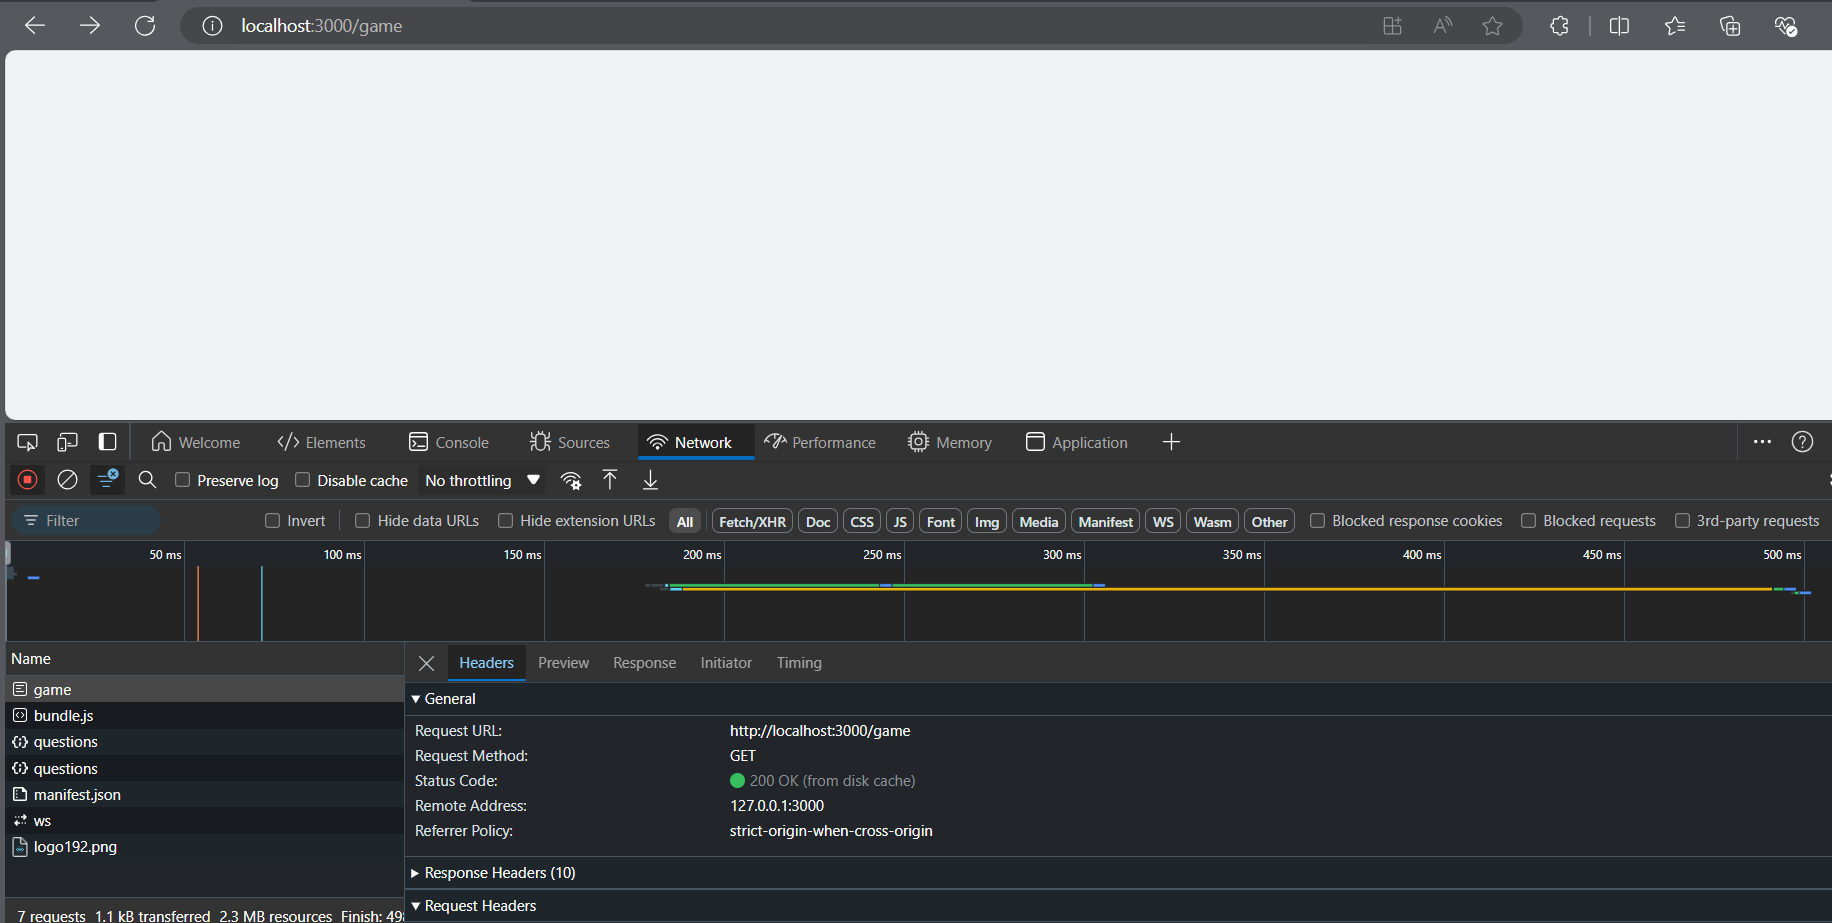 localhost:3000/game
Welcome Elements Console Sources Network Performance Memory Application
Preserve log Disable cache No throttling
Filter Invert Hide data URLs Hide extension URLs All Fetch/XHR Doc CSS JS Font Img Media Manifest WS Wasm Other Blocked response cookies Blocked requests 3rd-party requests
50 ms 100 ms 150 ms 200 ms 250 ms 300 ms 350 ms 400 ms 450 ms 500 ms
Name
Headers Preview Response Initiator Timing
game
bundle.js
questions
questions
manifest.json
ws
logo192.png
7 requests 1.1 kB transferred 2.3 MB resources Finish: 49
General
Request URL: http://localhost:3000/game
Request Method: GET
Status Code: 200 OK (from disk cache)
Remote Address: 127.0.0.1:3000
Referrer Policy: strict-origin-when-cross-origin
Response Headers (10)
Request Headers